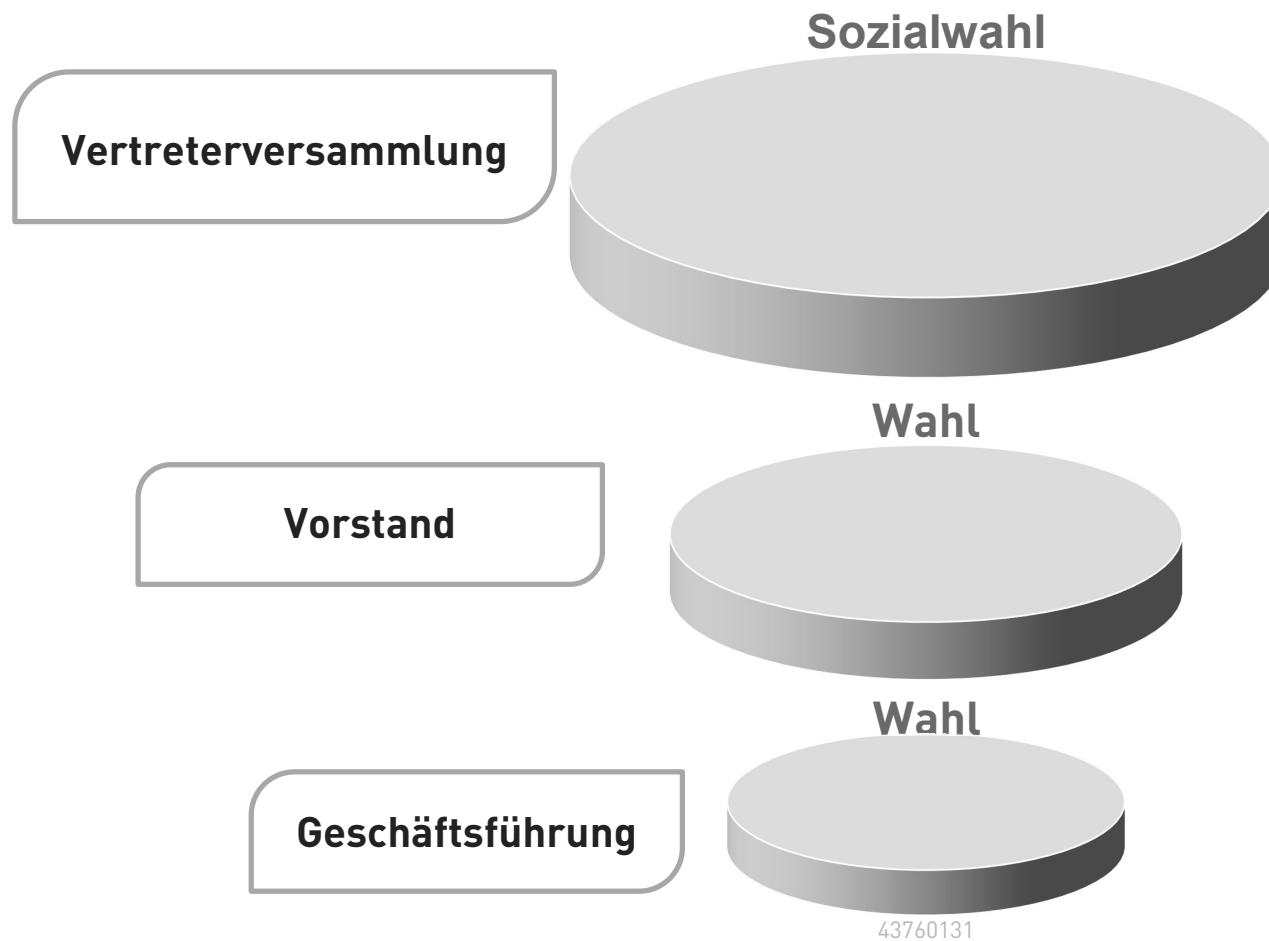 Sozialwahl
Vertreterversammlung
Wahl
Vorstand
Wahl
Geschäftsführung
43760131